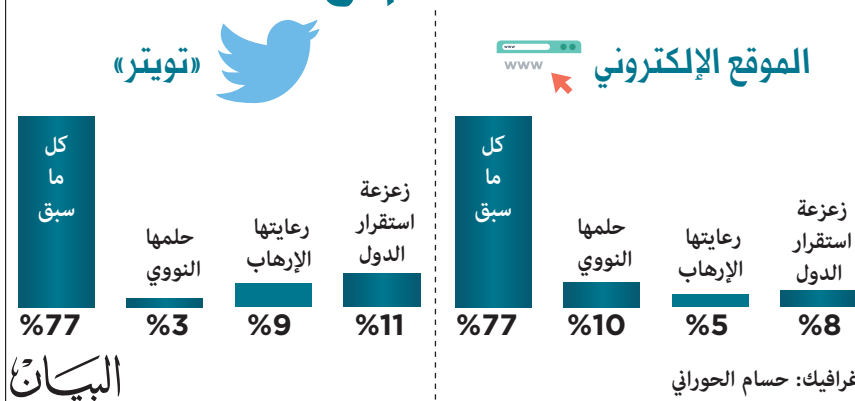 الموقع الإلكتروني
www
www
زعزعة
استقرار
الدول
%8
رعايتها
الإرهاب
%5
حلمها
النووي
%10
كل
ما
سبق
%77
«تويتر»
زعزعة
استقرار
الدول
%11
رعايتها
الإرهاب
%9
حلمها
النووي
%3
كل
ما
سبق
%77
غرافيك: حسام الحوراني
البيان